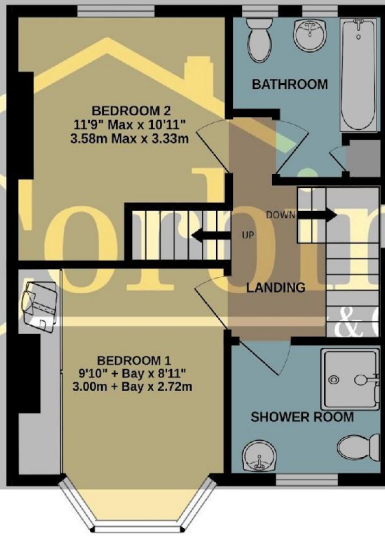 BATHROOM
BEDROOM 2
11'9" Max x 10'11"
3.58m Max x 3.33m
DOWN
UP
Corbin
LANDING
& C
BEDROOM 1
9'10" + Bay x 8'11"
3.00m + Bay x 2.72m
SHOWER ROOM